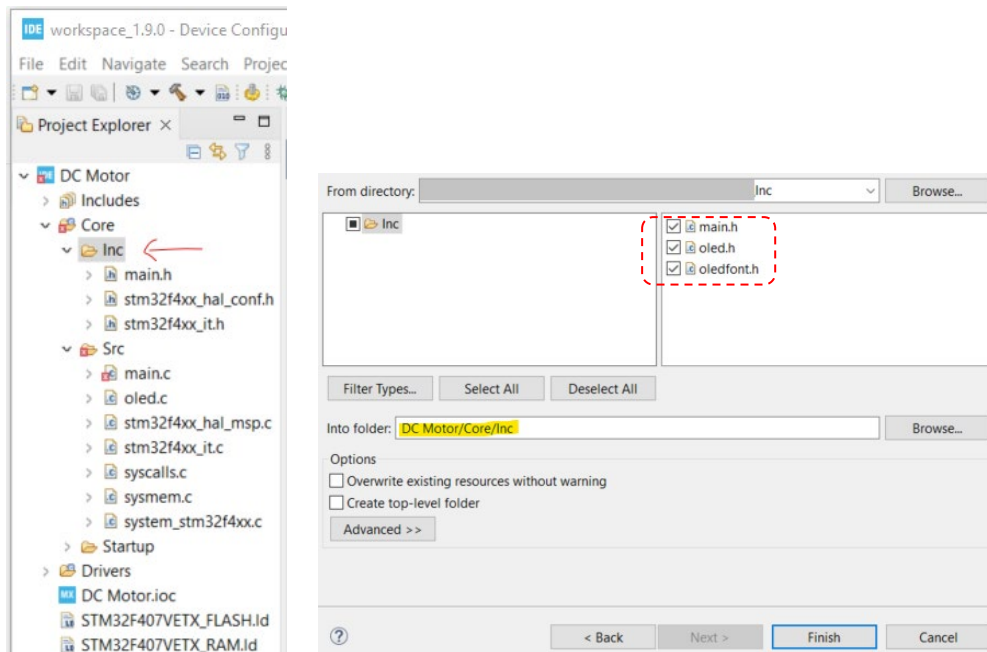 IDE workspace_1.9.0 - Device Configu
File Edit Navigate Search Projec
Project Explorer
DC Motor
Includes
Core
Inc
main.h
stm32f4xx_hal_conf.h
stm32f4xx_it.h
Src
main.c
oled.c
stm32f4xx_hal_msp.c
stm32f4xx_it.c
syscalls.c
sysmem.c
system_stm32f4xx.c
Startup
Drivers
MX DC Motor.ioc
STM32F407VETX_FLASH.ld
STM32F407VETX_RAM.ld
From directory: Inc Browse...
Inc
main.h
oled.h
oledfont.h
Filter Types... Select All Deselect All
Into folder: DC Motor/Core/Inc Browse...
Options
Overwrite existing resources without warning
Create top-level folder
Advanced >>
? < Back Next > Finish Cancel